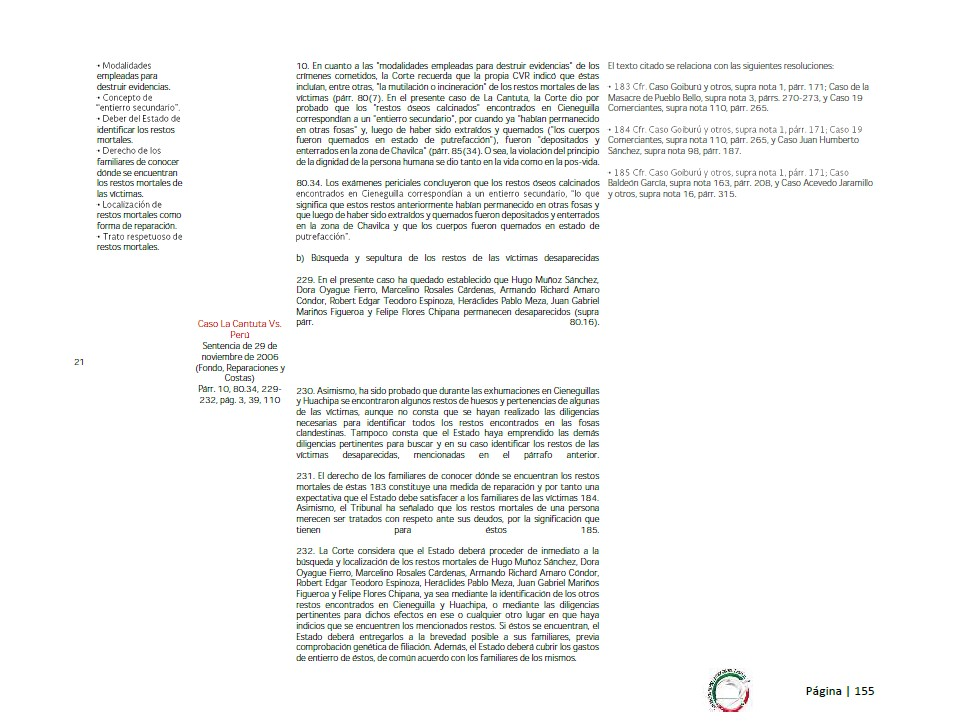 • Modalidades
empleadas para
destruir evidencias.
• Concepto de
"entierro secundario".
• Deber del Estado de
identificar los restos
mortales.
• Derecho de los
familiares de conocer
dónde se encuentran
los restos mortales de
las víctimas.
• Localización de
restos mortales como
forma de reparación.
• Trato respetuoso de
restos mortales.
21
Caso La Cantuta Vs.
Perú
Sentencia de 29 de
noviembre de 2006
(Fondo, Reparaciones y
Costas)
Párr. 10, 80.34, 229-
232, pág. 3, 39, 110
10. En cuanto a las "modalidades empleadas para destruir evidencias" de los
crímenes cometidos, la Corte recuerda que la propia CVR indicó que éstas
incluían, entre otras, "la mutilación o incineración" de los restos mortales de las
víctimas (párr. 80(7). En el presente caso de La Cantuta, la Corte dio por
probado que los "restos óseos calcinados" encontrados en Cieneguilla
correspondían a un "entierro secundario", por cuando ya "habían permanecido
en otras fosas" y, luego de haber sido extraídos y quemados ("los cuerpos
fueron quemados en estado de putrefacción"), fueron "depositados y
enterrados en la zona de Chavilca" (párr. 85(34). O sea, la violación del principio
de la dignidad de la persona humana se dio tanto en la vida como en la pos-vida.
80.34. Los exámenes periciales concluyeron que los restos óseos calcinados
encontrados en Cieneguilla correspondían a un entierro secundario, "lo que
significa que estos restos anteriormente habían permanecido en otras fosas y
que luego de haber sido extraídos y quemados fueron depositados y enterrados
en la zona de Chavilca y que los cuerpos fueron quemados en estado de
putrefacción".
b) Búsqueda y sepultura de los restos de las víctimas desaparecidas
229. En el presente caso ha quedado establecido que Hugo Muñoz Sánchez,
Dora Oyague Fierro, Marcelino Rosales Cárdenas, Armando Richard Amaro
Cóndor, Robert Edgar Teodoro Espinoza, Heráclides Pablo Meza, Juan Gabriel
Mariños Figueroa y Felipe Flores Chipana permanecen desaparecidos (supra
párr. 80.16).
230. Asimismo, ha sido probado que durante las exhumaciones en Cieneguillas
y Huachipa se encontraron algunos restos de huesos y pertenencias de algunas
de las víctimas, aunque no consta que se hayan realizado las diligencias
necesarias para identificar todos los restos encontrados en las fosas
clandestinas. Tampoco consta que el Estado haya emprendido las demás
diligencias pertinentes para buscar y en su caso identificar los restos de las
víctimas desaparecidas, mencionadas en el párrafo anterior.
231. El derecho de los familiares de conocer dónde se encuentran los restos
mortales de éstas 183 constituye una medida de reparación y por tanto una
expectativa que el Estado debe satisfacer a los familiares de las víctimas 184.
Asimismo, el Tribunal ha señalado que los restos mortales de una persona
merecen ser tratados con respeto ante sus deudos, por la significación que
tienen para éstos 185.
232. La Corte considera que el Estado deberá proceder de inmediato a la
búsqueda y localización de los restos mortales de Hugo Muñoz Sánchez, Dora
Oyague Fierro, Marcelino Rosales Cárdenas, Armando Richard Amaro Cóndor,
Robert Edgar Teodoro Espinoza, Heráclides Pablo Meza, Juan Gabriel Mariños
Figueroa y Felipe Flores Chipana, ya sea mediante la identificación de los otros
restos encontrados en Cieneguilla y Huachipa, o mediante las diligencias
pertinentes para dichos efectos en ese o cualquier otro lugar en que haya
indicios que se encuentren los mencionados restos. Si éstos se encuentran, el
Estado deberá entregarlos a la brevedad posible a sus familiares, previa
comprobación genética de filiación. Además, el Estado deberá cubrir los gastos
de entierro de éstos, de común acuerdo con los familiares de los mismos.
El texto citado se relaciona con las siguientes resoluciones:
• 183 Cfr. Caso Goiburú y otros, supra nota 1, párr. 171; Caso de la
Masacre de Pueblo Bello, supra nota 3, párrs. 270-273, y Caso 19
Comerciantes, supra nota 110, párr. 265.
• 184 Cfr. Caso Goiburú y otros, supra nota 1, párr. 171; Caso 19
Comerciantes, supra nota 110, párr. 265, y Caso Juan Humberto
Sánchez, supra nota 98, párr. 187.
• 185 Cfr. Caso Goiburú y otros, supra nota 1, párr. 171; Caso
Baldeón García, supra nota 163, párr. 208, y Caso Acevedo Jaramillo
y otros, supra nota 16, párr. 315.
Página | 155